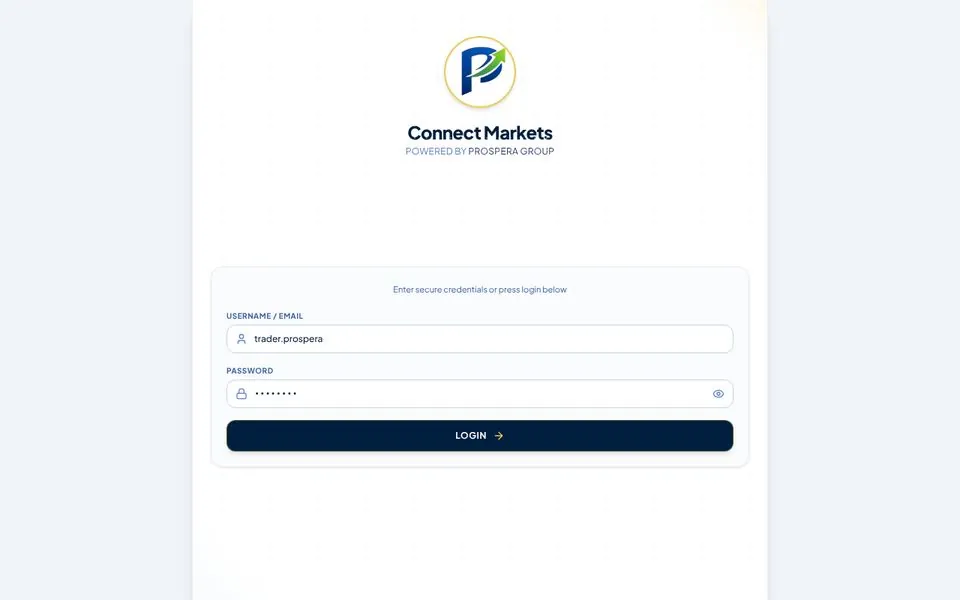 Connect Markets
POWERED BY PROSPERA GROUP
Enter secure credentials or press login below
USERNAME / EMAIL
trader.prospera
PASSWORD
••••••••
LOGIN →